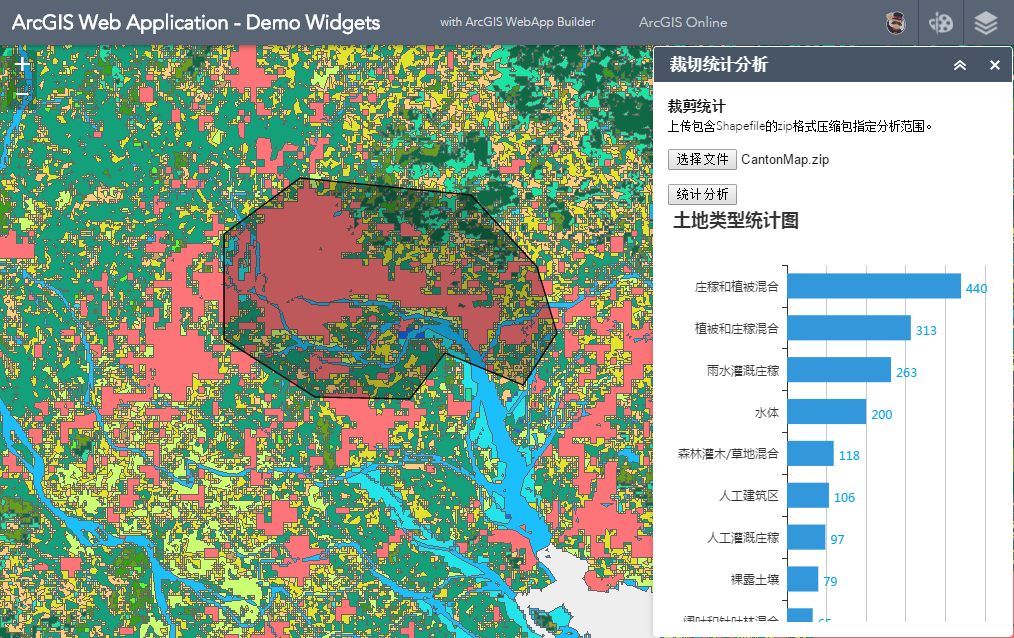 ArcGIS Web Application - Demo Widgets
with ArcGIS WebApp Builder
ArcGIS Online
裁切统计分析
裁剪统计
上传包含Shapefile的zip格式压缩包指定分析范围。
选择文件 CantonMap.zip
统计分析
土地类型统计图
庄稼和植被混合 440
植被和庄稼混合 313
雨水灌溉庄稼 263
水体 200
森林灌木/草地混合 118
人工建筑区 106
人工灌溉庄稼 97
裸露土壤 79